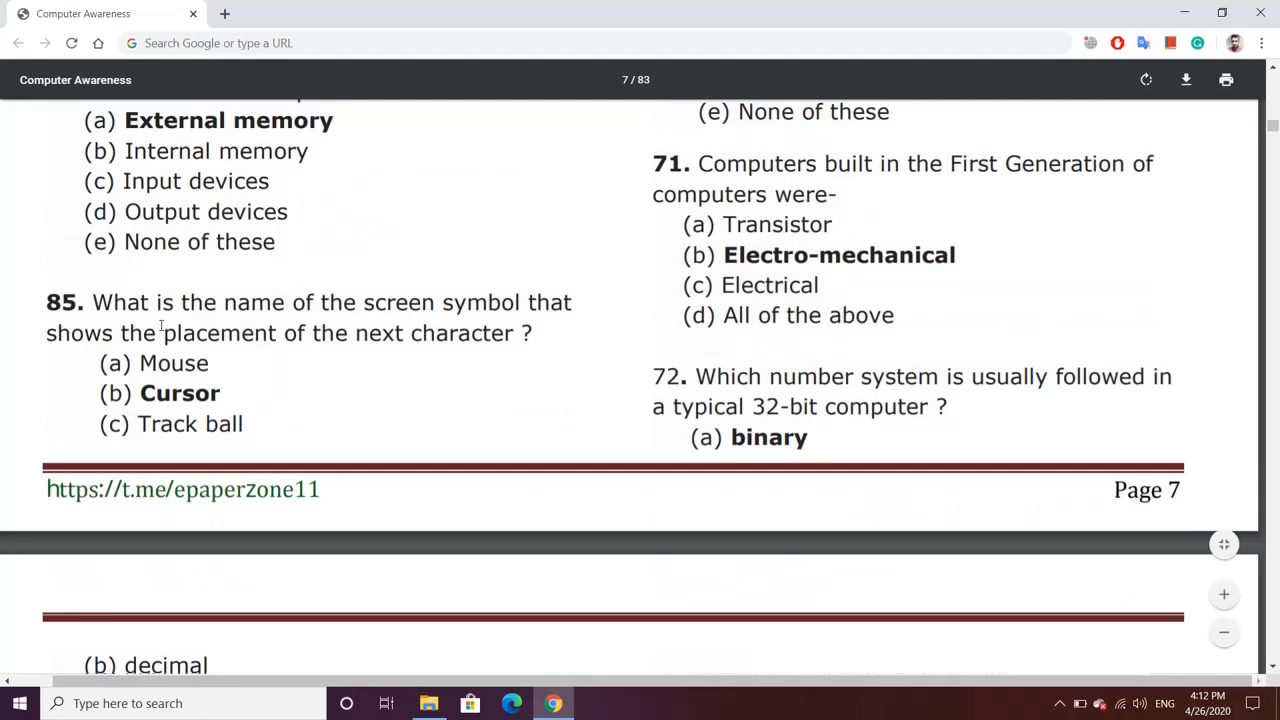 Computer Awareness
Search Google or type a URL
Computer Awareness
7 / 83
(a) External memory
(b) Internal memory
(c) Input devices
(d) Output devices
(e) None of these
85. What is the name of the screen symbol that
shows the placement of the next character ?
(a) Mouse
(b) Cursor
(c) Track ball
(e) None of these
71. Computers built in the First Generation of
computers were-
(a) Transistor
(b) Electro-mechanical
(c) Electrical
(d) All of the above
72. Which number system is usually followed in
a typical 32-bit computer ?
(a) binary
https://t.me/epaperzone11
Page 7
(b) decimal
Type here to search
ENG
4:12 PM
4/26/2020